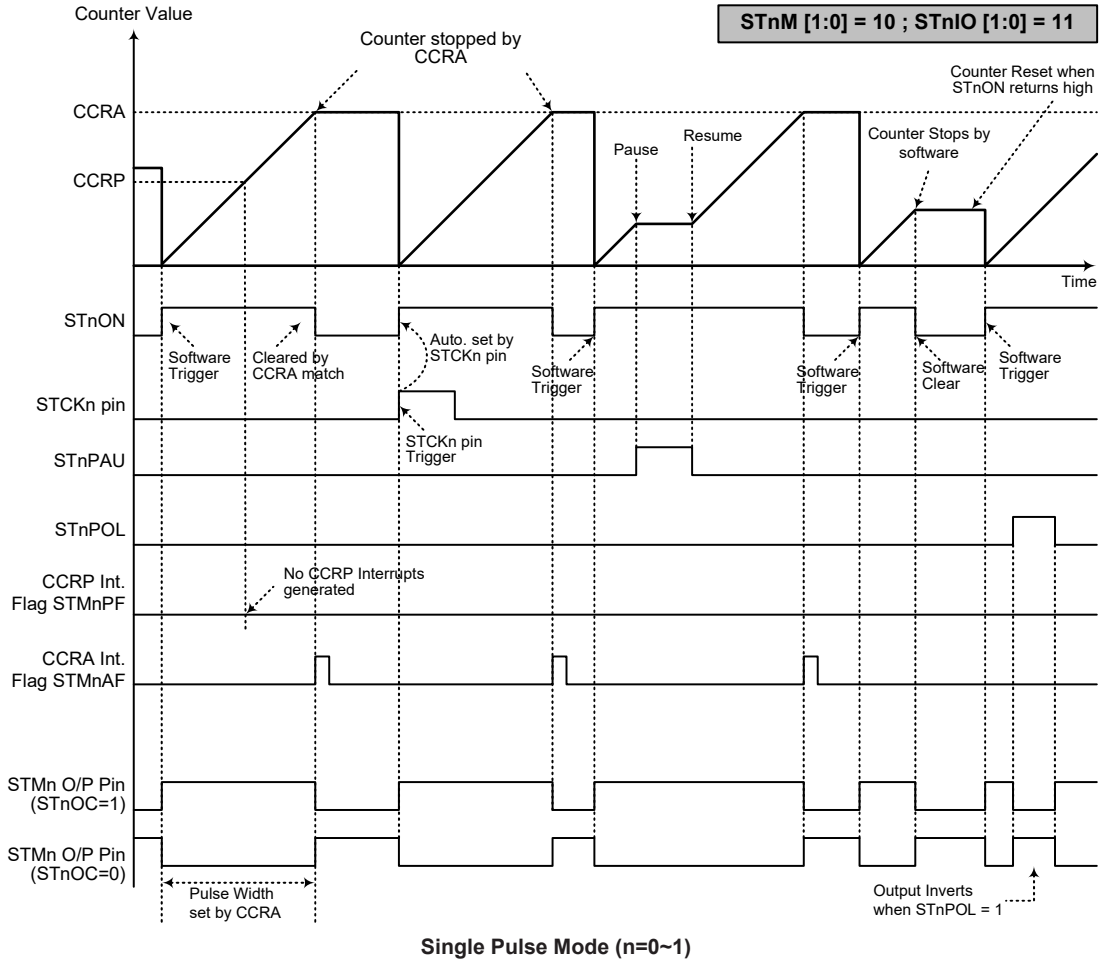 Counter Value
STnM [1:0] = 10 ; STnIO [1:0] = 11
Counter stopped by
CCRA
Counter Reset when
STnON returns high
CCRA
Pause
Resume
Counter Stops by
software
CCRP
Time
STnON
Software
Trigger
Cleared by
CCRA match
Auto. set by
STCKn pin
Software
Trigger
Software
Trigger
Software
Clear
Software
Trigger
STCKn pin
STCKn pin
Trigger
STnPAU
STnPOL
CCRP Int.
Flag STMnPF
No CCRP Interrupts
generated
CCRA Int.
Flag STMnAF
STMn O/P Pin
(STnOC=1)
STMn O/P Pin
(STnOC=0)
Pulse Width
set by CCRA
Output Inverts
when STnPOL = 1
Single Pulse Mode (n=0~1)